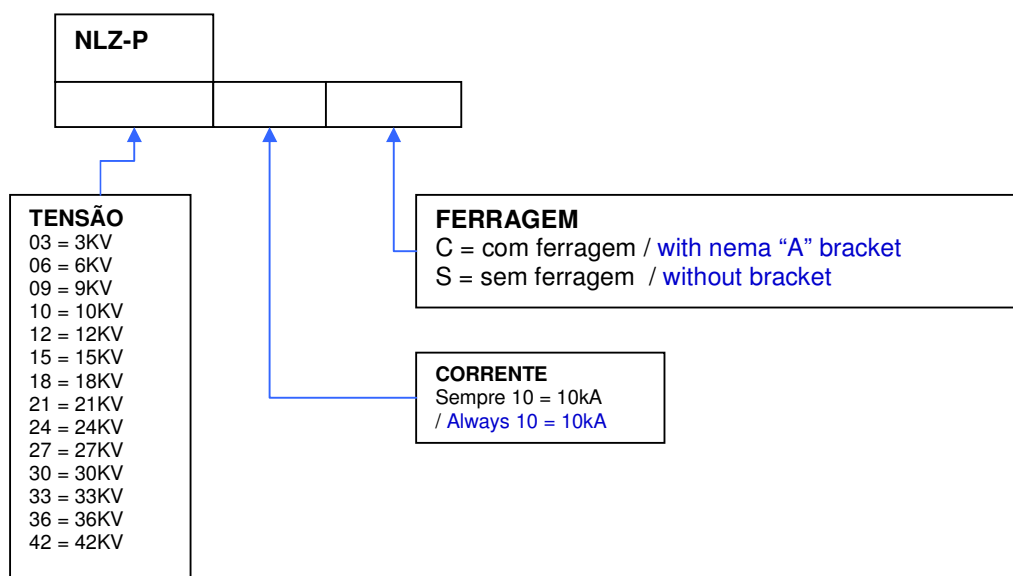 NLZ-P
TENSÃO
03 = 3KV
06 = 6KV
09 = 9KV
10 = 10KV
12 = 12KV
15 = 15KV
18 = 18KV
21 = 21KV
24 = 24KV
27 = 27KV
30 = 30KV
33 = 33KV
36 = 36KV
42 = 42KV
FERRAGEM
C = com ferragem / with nema “A” bracket
S = sem ferragem / without bracket
CORRENTE
Sempre 10 = 10kA
/ Always 10 = 10kA